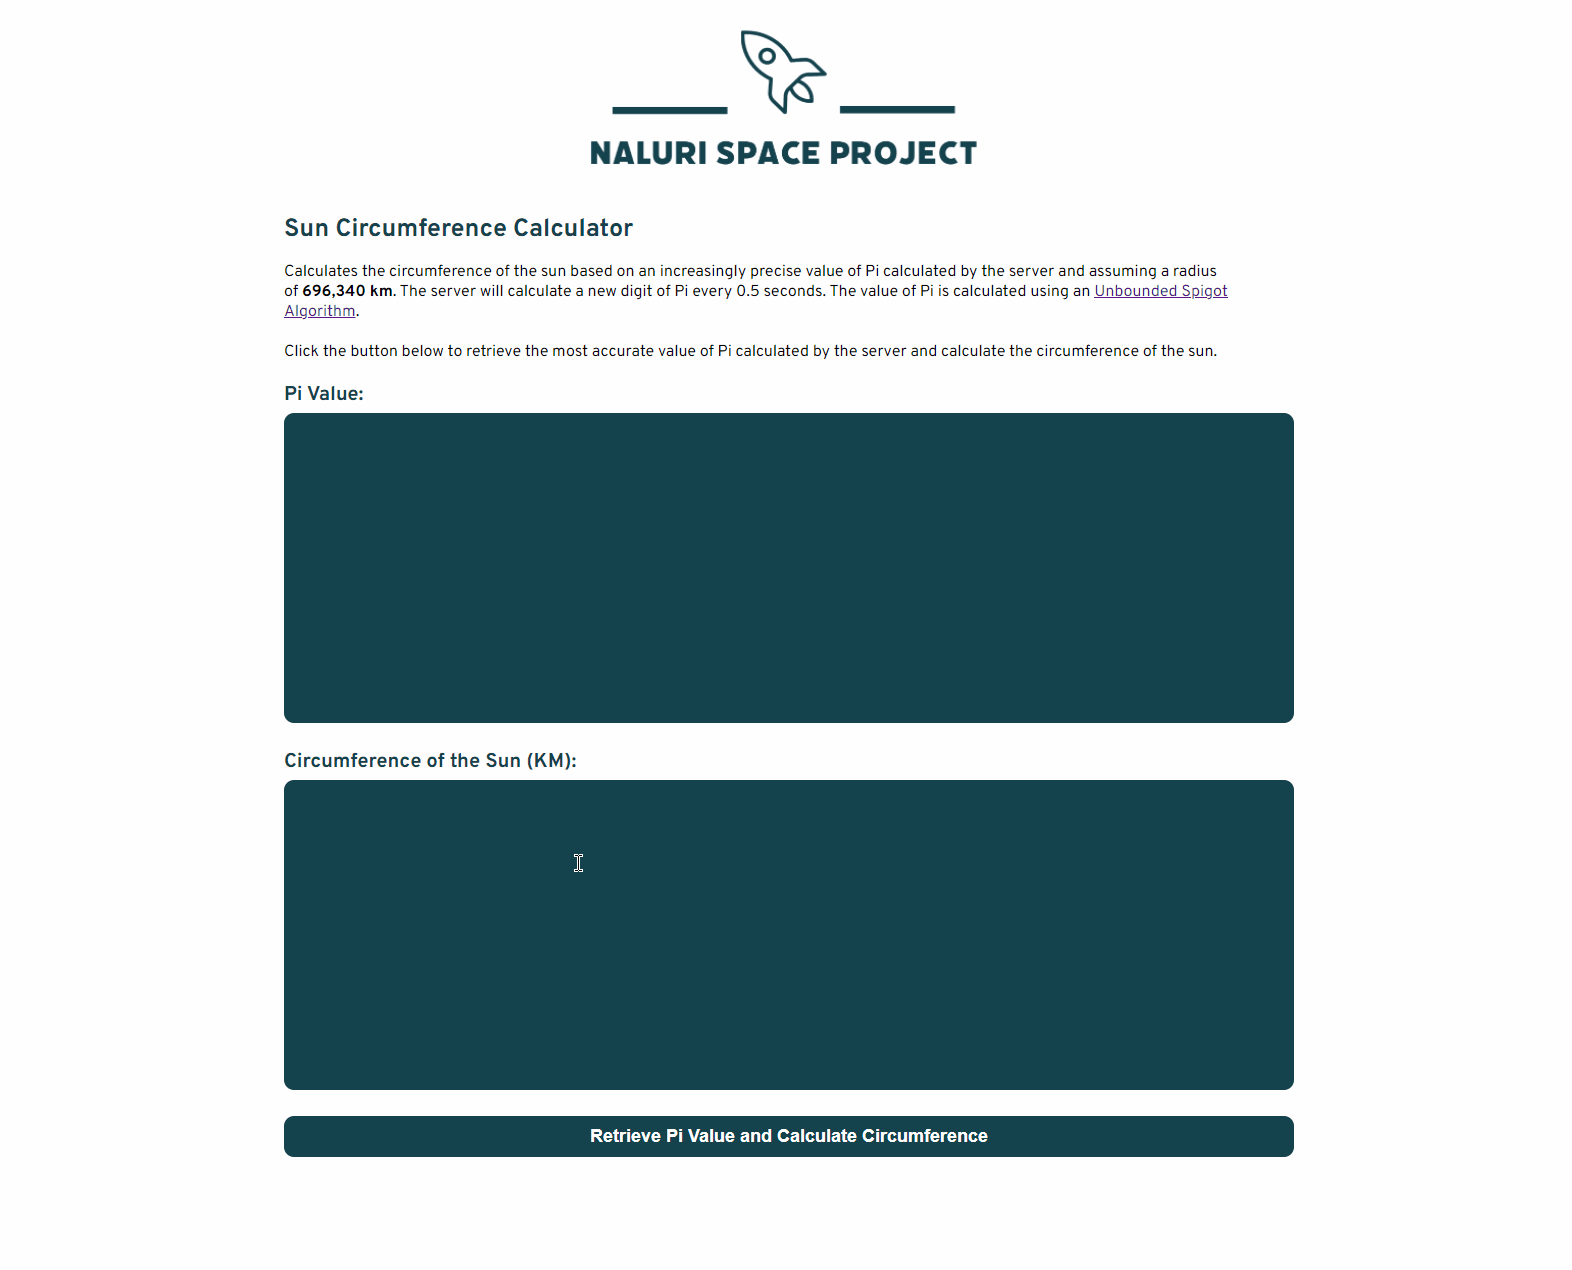 NALURI SPACE PROJECT
Sun Circumference Calculator
Calculates the circumference of the sun based on an increasingly precise value of Pi calculated by the server and assuming a radius
of 696,340 km. The server will calculate a new digit of Pi every 0.5 seconds. The value of Pi is calculated using an Unbounded Spigot
Algorithm.
Click the button below to retrieve the most accurate value of Pi calculated by the server and calculate the circumference of the sun.
Pi Value:
Circumference of the Sun (KM):
Retrieve Pi Value and Calculate Circumference